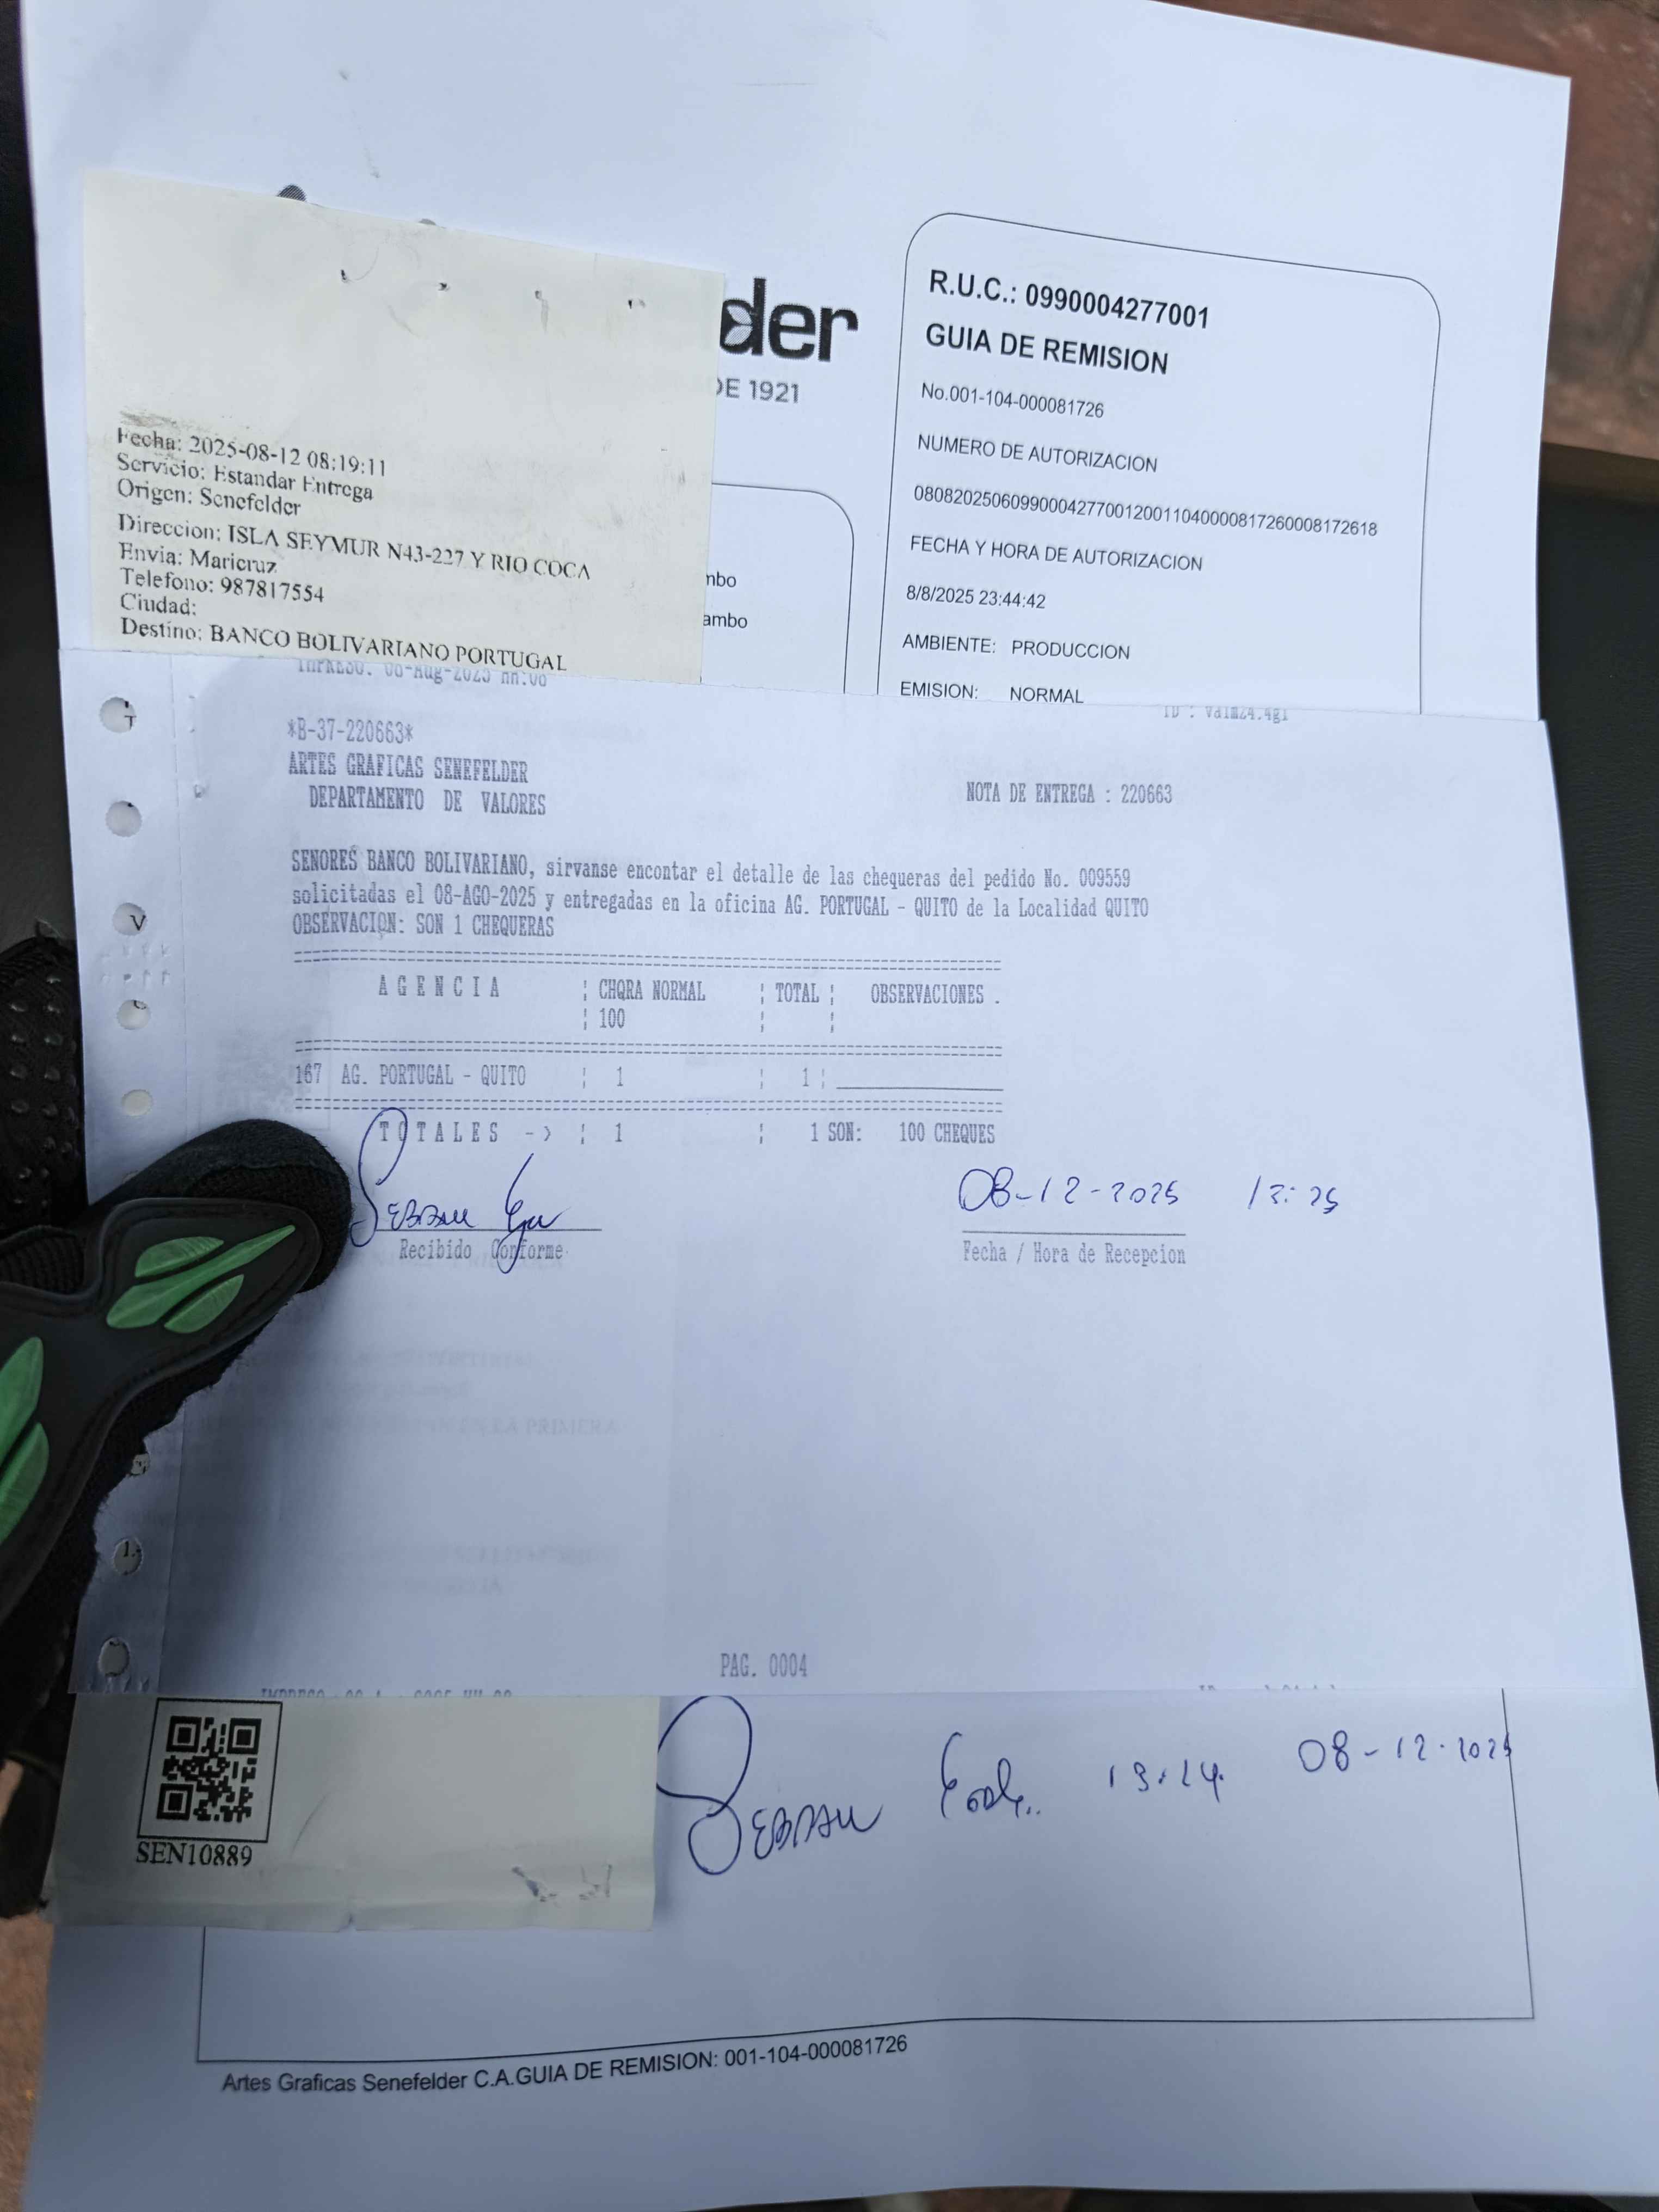 der
DE 1921
R.U.C.: 0990004277001
GUIA DE REMISION
No.001-104-000081726
NUMERO DE AUTORIZACION
0808202506099000427700120011040000817260008172618
FECHA Y HORA DE AUTORIZACION
8/8/2025 23:44:42
AMBIENTE: PRODUCCION
EMISION: NORMAL
Fecha: 2025-08-12 08:19:11
Servicio: Estandar Entrega
Origen: Senefelder
Direccion: ISLA SEYMUR N43-227 Y RIO COCA
Envia: Maricruz
Telefono: 987817554
Ciudad:
Destino: BANCO BOLIVARIANO PORTUGAL
mbo
ambo
*B-37-220663*
ARTES GRAFICAS SENEFELDER
DEPARTAMENTO DE VALORES
NOTA DE ENTREGA : 220663
SENORES BANCO BOLIVARIANO, sirvanse encontar el detalle de las chequeras del pedido No. 009559
solicitadas el 08-AGO-2025 y entregadas en la oficina AG. PORTUGAL - QUITO de la Localidad QUITO
OBSERVACION: SON 1 CHEQUERAS
A G E N C I A ¦ CHQRA NORMAL ¦ TOTAL ¦ OBSERVACIONES .
¦ 100 ¦ ¦
167 AG. PORTUGAL - QUITO ¦ 1 ¦ 1 ¦
T O T A L E S -> ¦ 1 ¦ 1 SON: 100 CHEQUES
08-12-2025
Recibido Conforme
Fecha / Hora de Recepcion
PAG. 0004
SEN10889
08-12-2025
Artes Graficas Senefelder C.A.GUIA DE REMISION: 001-104-000081726